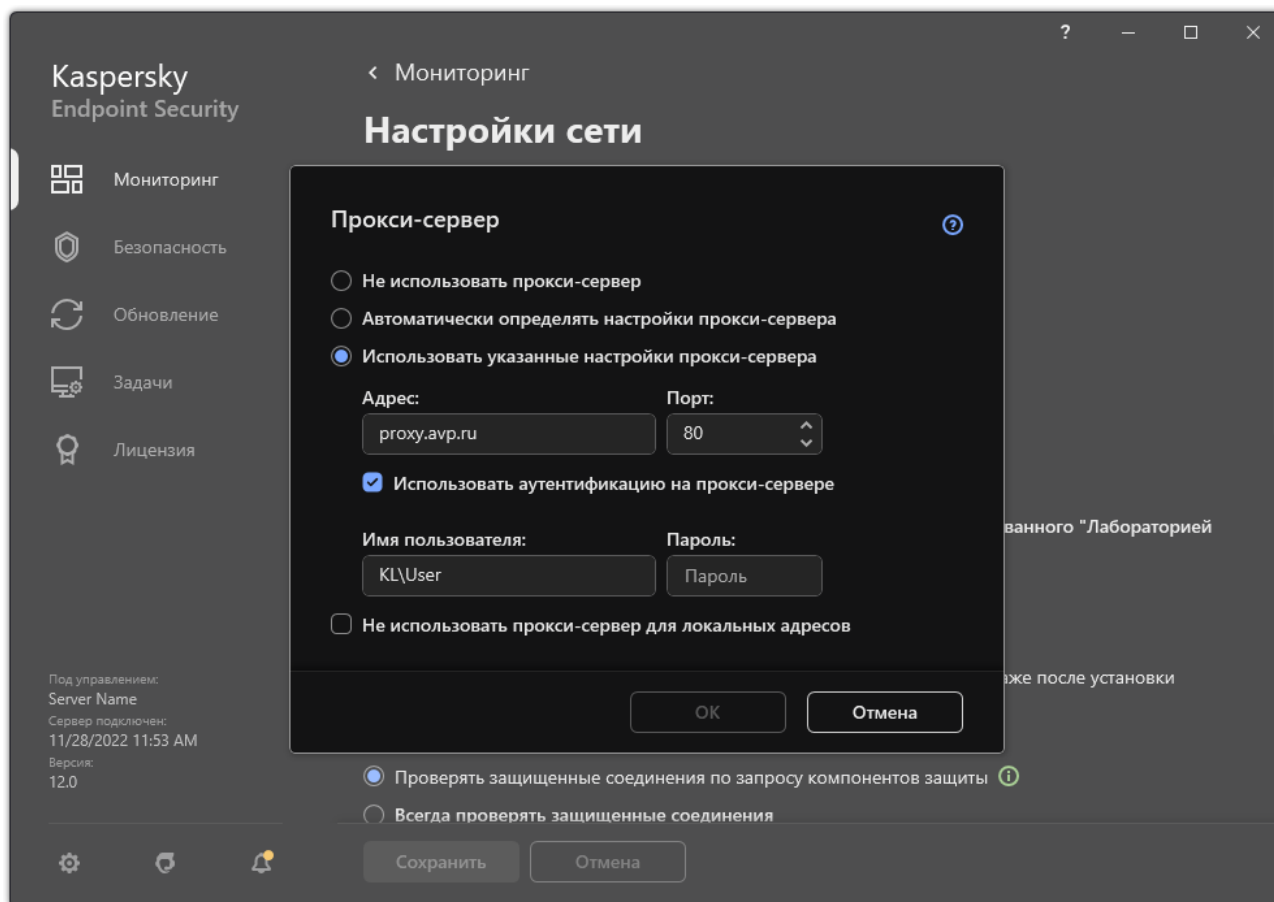 ?
Kaspersky
Endpoint Security
Мониторинг
Безопасность
Обновление
Задачи
Лицензия
Под управлением:
Server Name
Сервер подключен:
11/28/2022 11:53 AM
Версия:
12.0
Мониторинг
Настройки сети
Прокси-сервер
?
Не использовать прокси-сервер
Автоматически определять настройки прокси-сервера
Использовать указанные настройки прокси-сервера
Адрес: Порт:
proxy.avp.ru 80
Использовать аутентификацию на прокси-сервере
Имя пользователя: Пароль:
KL\User Пароль
Не использовать прокси-сервер для локальных адресов
ОК Отмена
ванного "Лабораторией
после установки
Проверять защищенные соединения по запросу компонентов защиты
Всегда проверять защищенные соединения
Сохранить Отмена